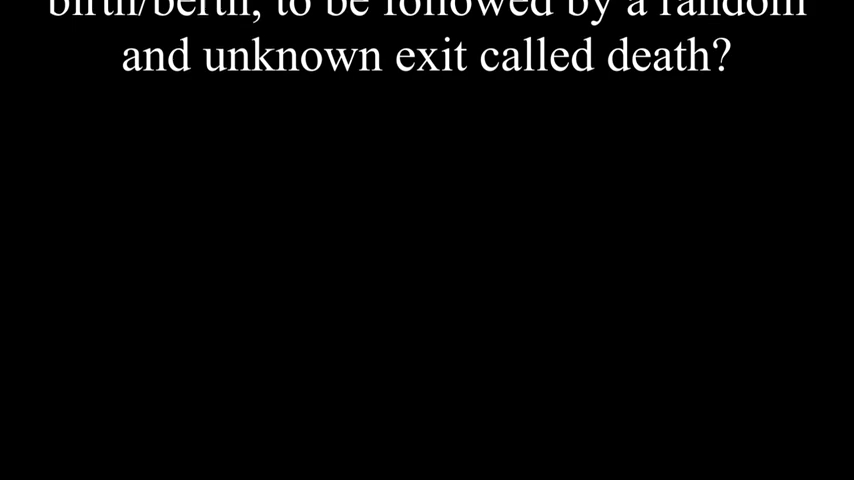 birth/berth, to be followed by a random
and unknown exit called death?